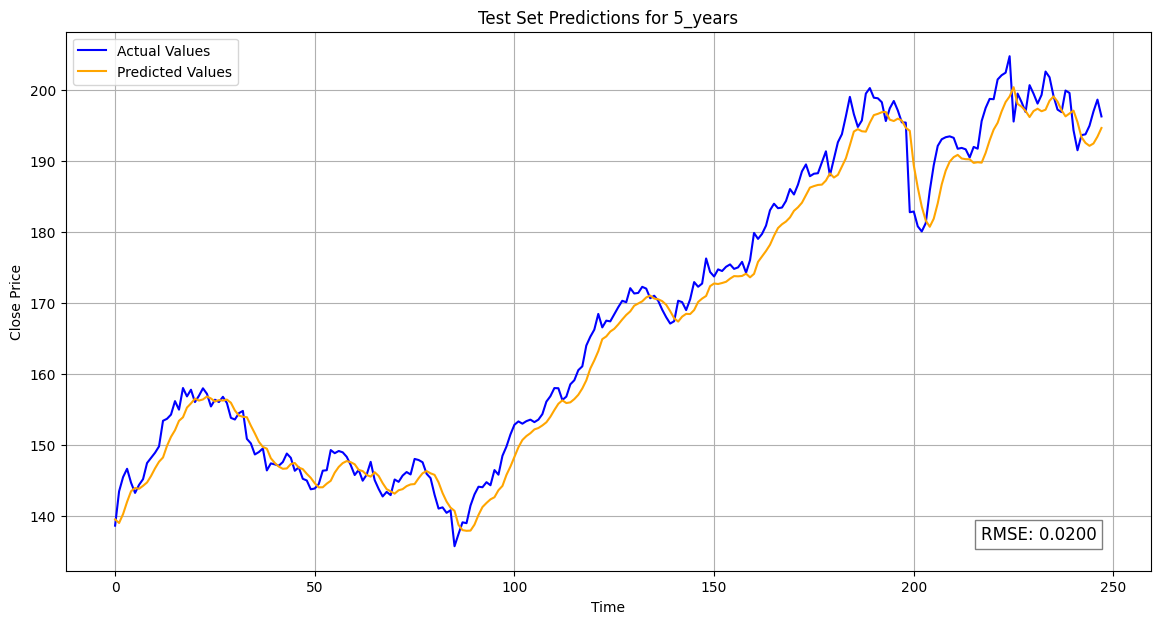 Test Set Predictions for 5_years
Actual Values
Predicted Values
Close Price
200
190
180
170
160
150
140
RMSE: 0.0200
0
50
100
150
200
250
Time